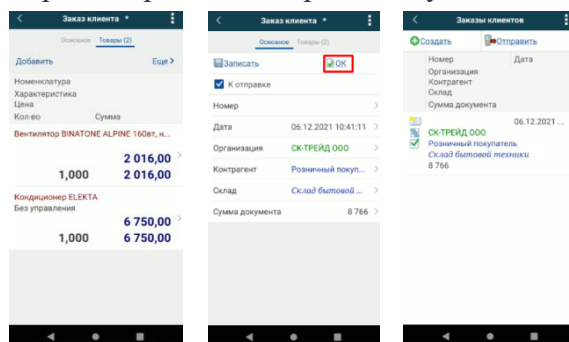 Заказ клиента *
Основное Товары (2)
Добавить Еще
Номенклатура
Характеристика
Цена
Кол-во Сумма
Вентилятор BINATONE ALPINE 160вт, н...
2 016,00
1,000 2 016,00
Кондиционер ELEKTA
Без управления
6 750,00
1,000 6 750,00
Заказ клиента *
Основное Товары (2)
Записать OK
К отправке
Номер
Дата 06.12.2021 10:41:11
Организация СК-ТРЕЙД ООО
Контрагент Розничный покуп...
Склад Склад бытовой ...
Сумма документа 8 766
Заказы клиентов
Создать Отправить
Номер Дата
Организация
Контрагент
Склад
Сумма документа
06.12.2021 ...
СК-ТРЕЙД ООО
Розничный покупатель
Склад бытовой техники
8 766